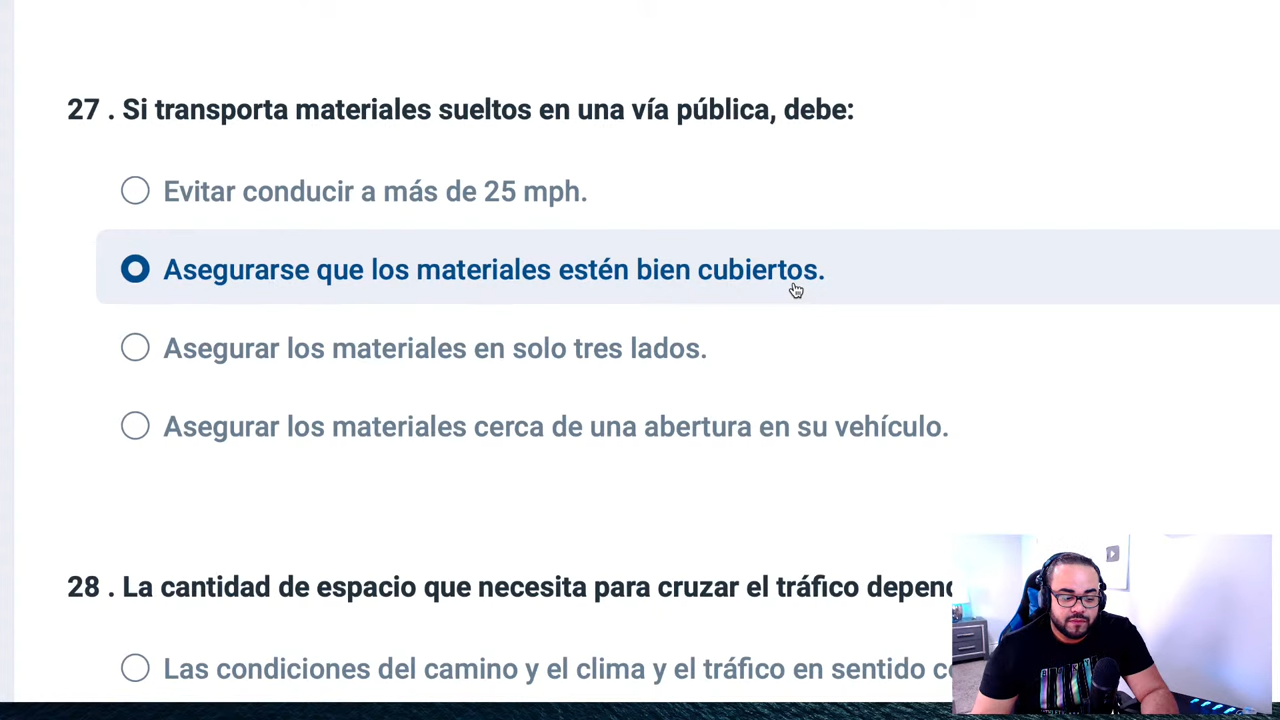 27 . Si transporta materiales sueltos en una vía pública, debe:
Evitar conducir a más de 25 mph.
Asegurarse que los materiales estén bien cubiertos.
Asegurar los materiales en solo tres lados.
Asegurar los materiales cerca de una abertura en su vehículo.
28 . La cantidad de espacio que necesita para cruzar el tráfico
Las condiciones del camino y el clima y el tráfico en sentido